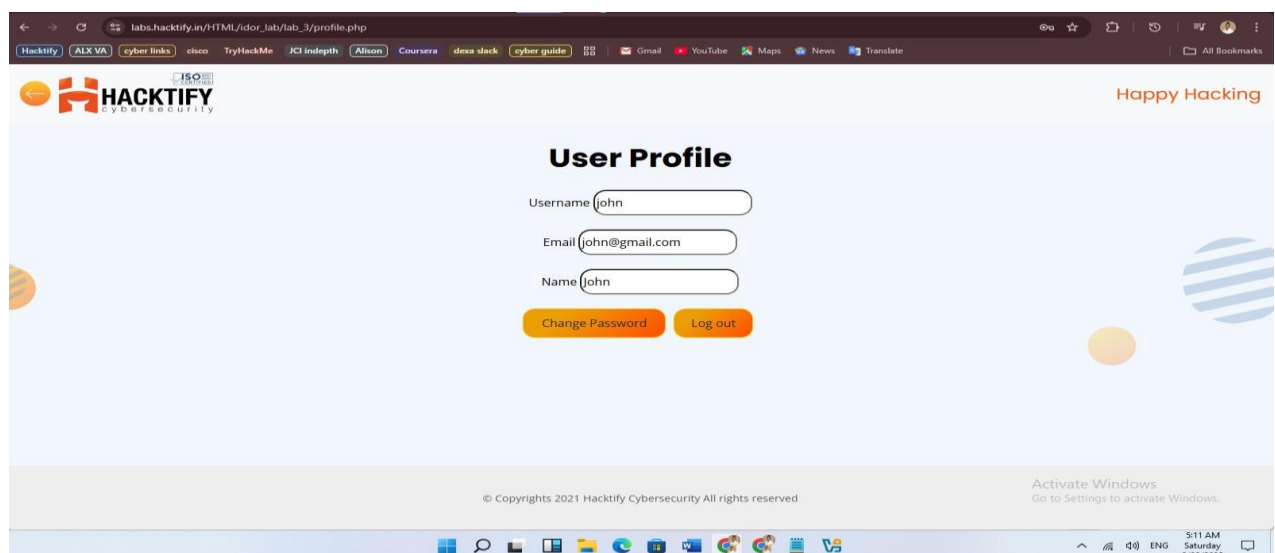 labs.hacktify.in/HTML/idor_lab/lab_3/profile.php
Hacktify ALX VA cyber links cisco TryHackMe JCI indepth Alison Coursera dexa slack cyber guide Gmail YouTube Maps News Translate All Bookmarks
ISO
CERTIFIED
HACKTIFY
cybersecurity
Happy Hacking
User Profile
Username john
Email john@gmail.com
Name John
Change Password Log out
© Copyrights 2021 Hacktify Cybersecurity All rights reserved
Activate Windows
Go to Settings to activate Windows.
5:11 AM
ENG Saturday